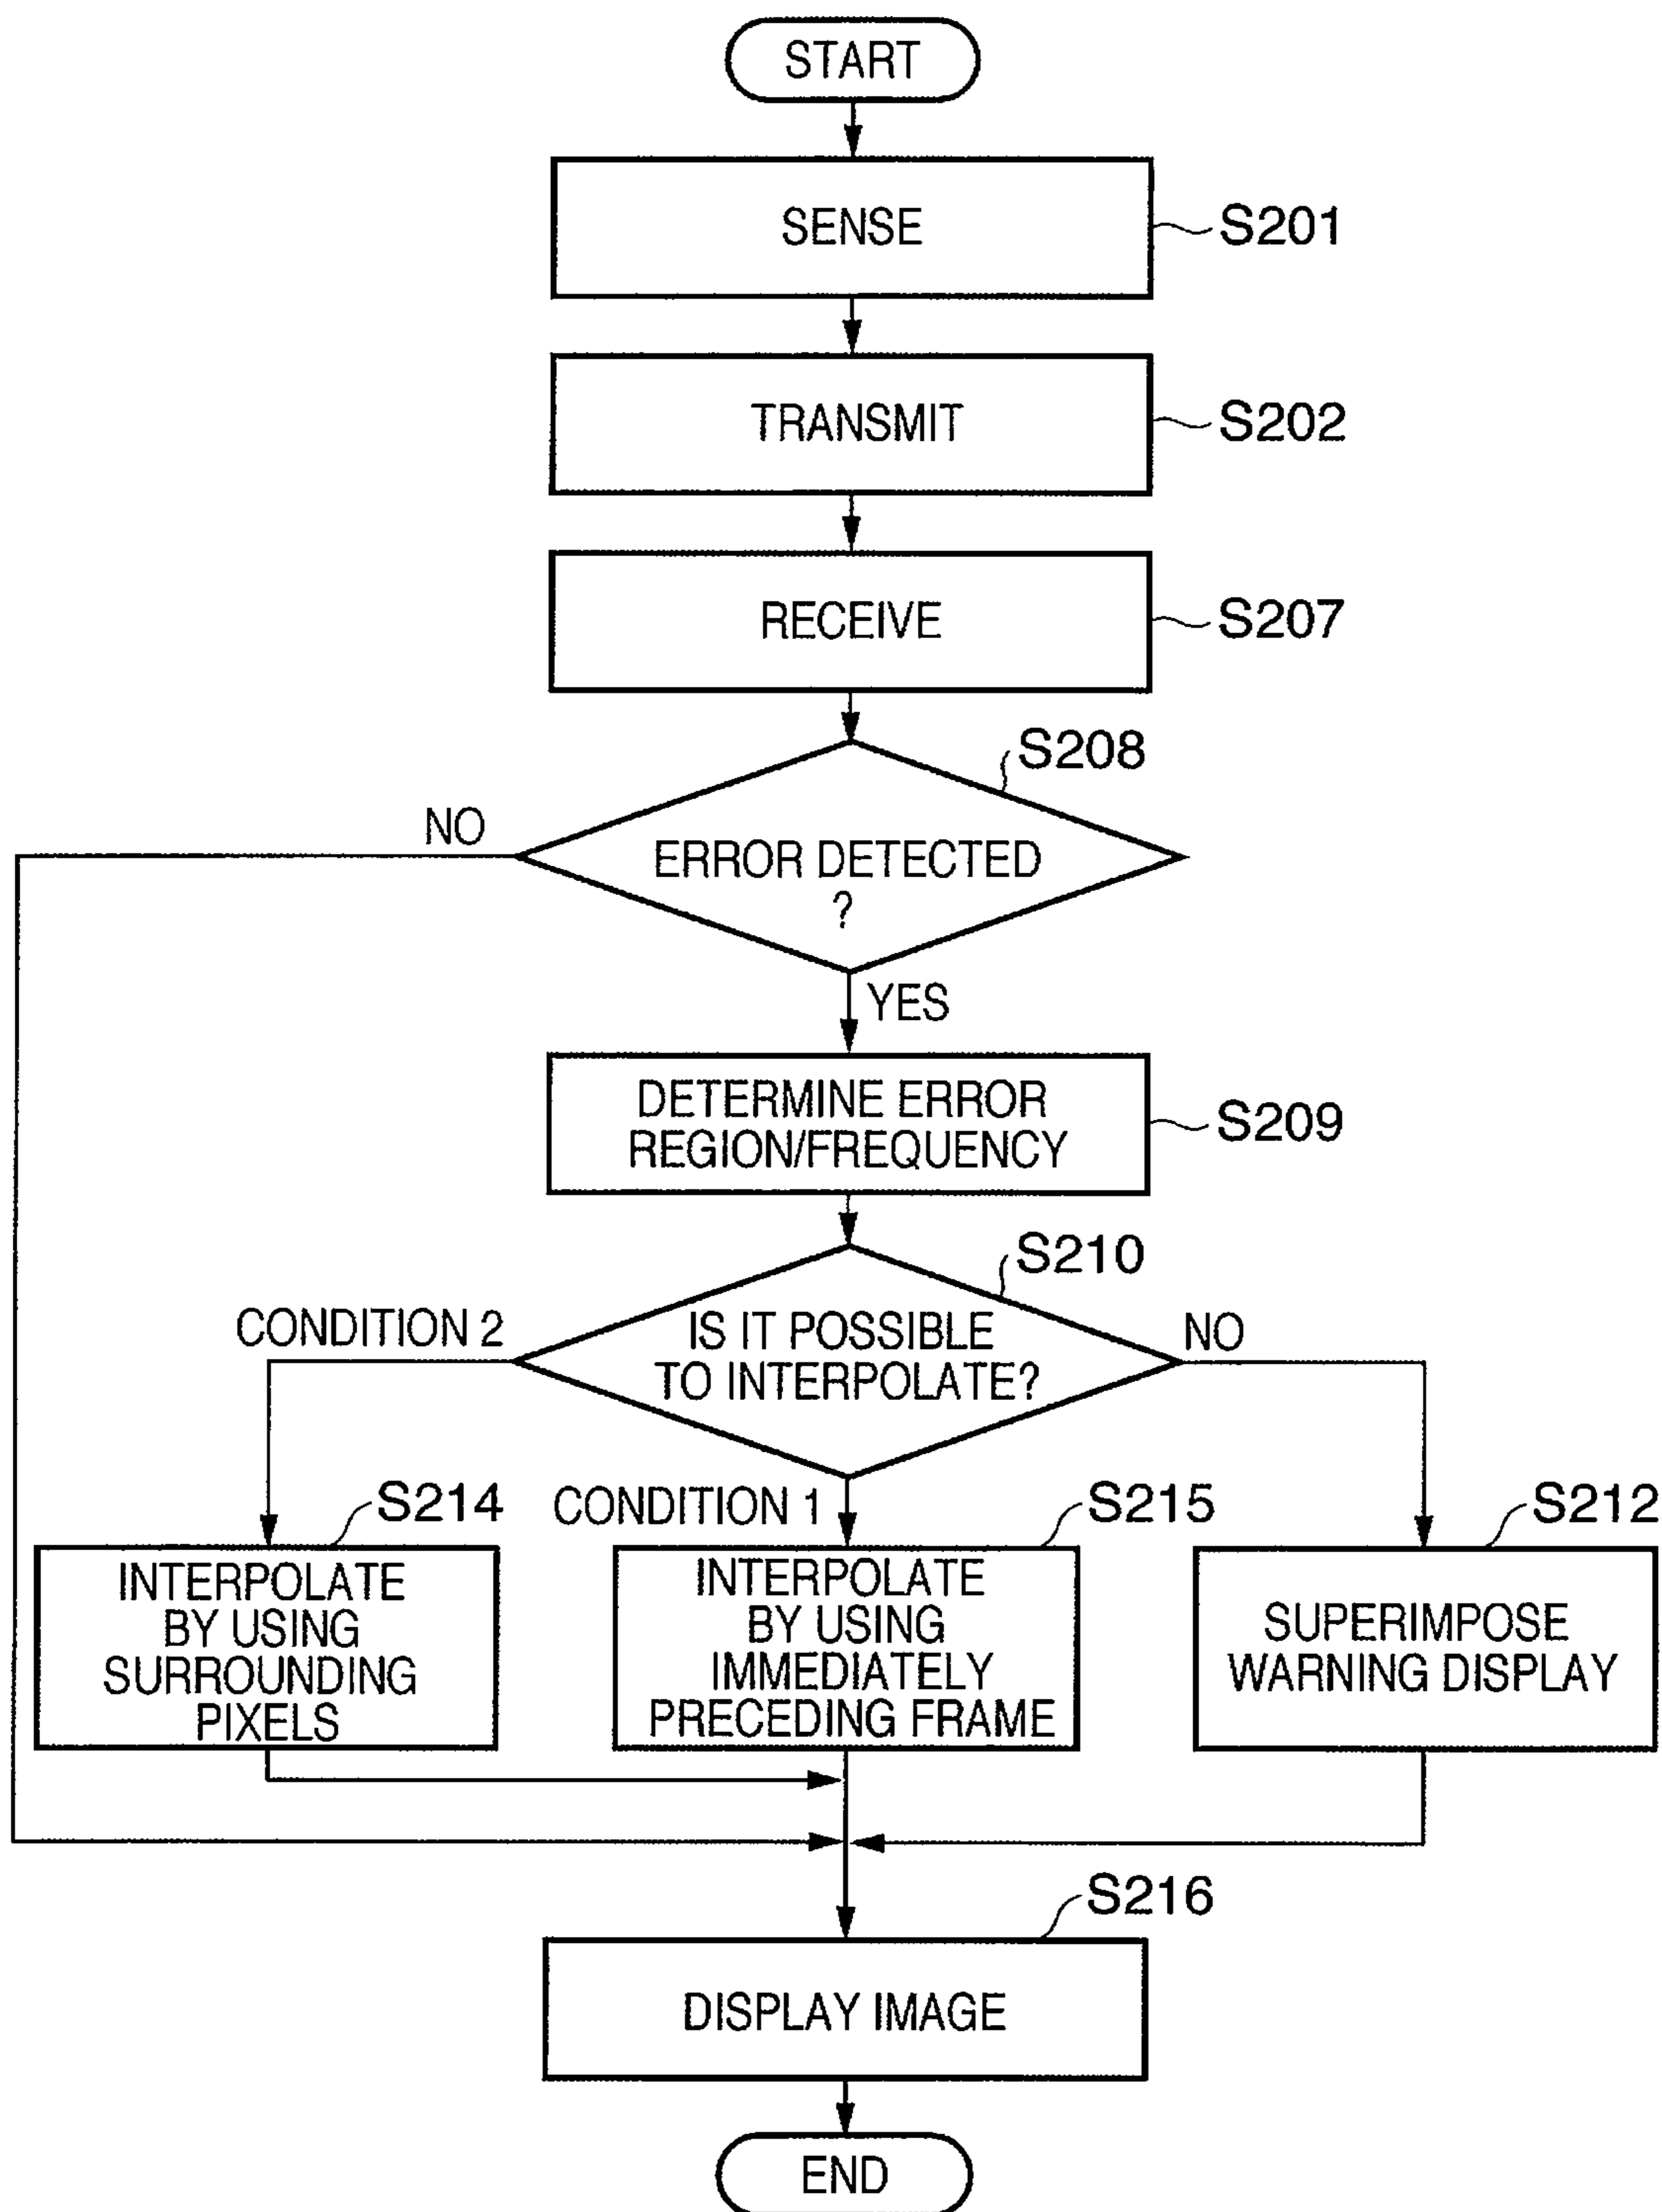 START
SENSE
S201
TRANSMIT
S202
RECEIVE
S207
S208
NO
ERROR DETECTED
?
YES
DETERMINE ERROR
REGION/FREQUENCY
S209
S210
CONDITION 2
IS IT POSSIBLE
TO INTERPOLATE?
NO
S214
CONDITION 1
S215
S212
INTERPOLATE
BY USING
SURROUNDING
PIXELS
INTERPOLATE
BY USING
IMMEDIATELY
PRECEDING FRAME
SUPERIMPOSE
WARNING DISPLAY
S216
DISPLAY IMAGE
END